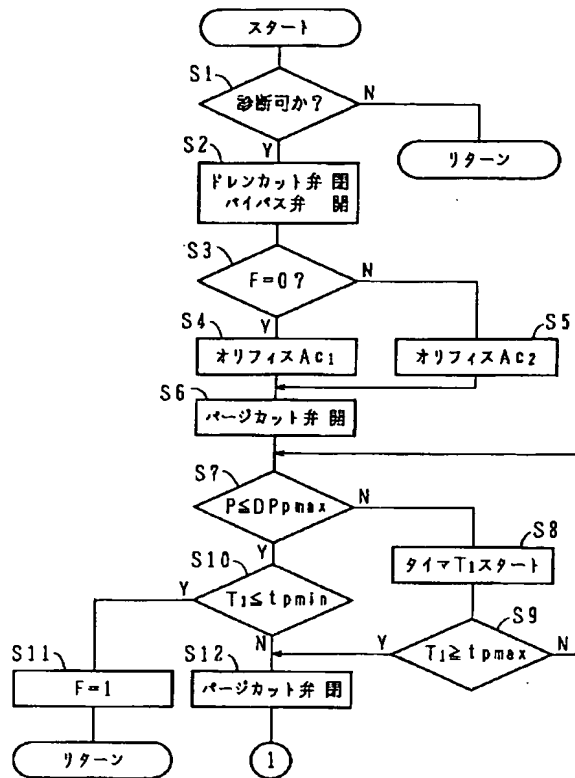 スタート
S1
診断可か?
N
Y
リターン
S2
ドレンカット弁 閉
バイパス弁 開
S3
F=0?
N
Y
S4
オリフィスAc1
S5
オリフィスAc2
S6
パージカット弁 開
S7
P≦DPpmax
N
Y
S8
タイマT1スタート
S10
T1≦tpmin
Y
N
S9
T1≧tpmax
Y
N
S11
F=1
S12
パージカット弁 閉
リターン
1